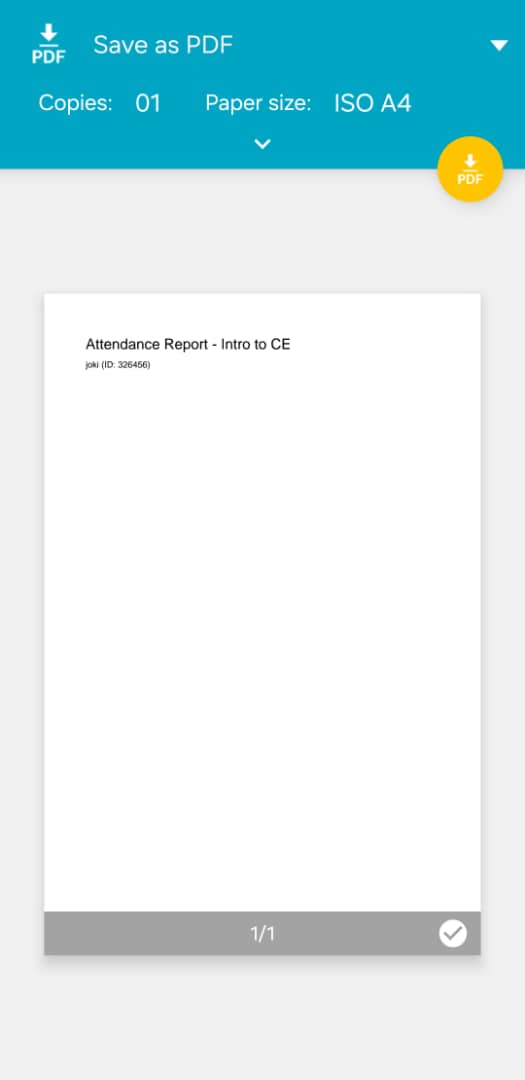 PDF
Save as PDF
Copies: 01 Paper size: ISO A4
PDF
Attendance Report - Intro to CE
joki (ID: 326456)
1/1